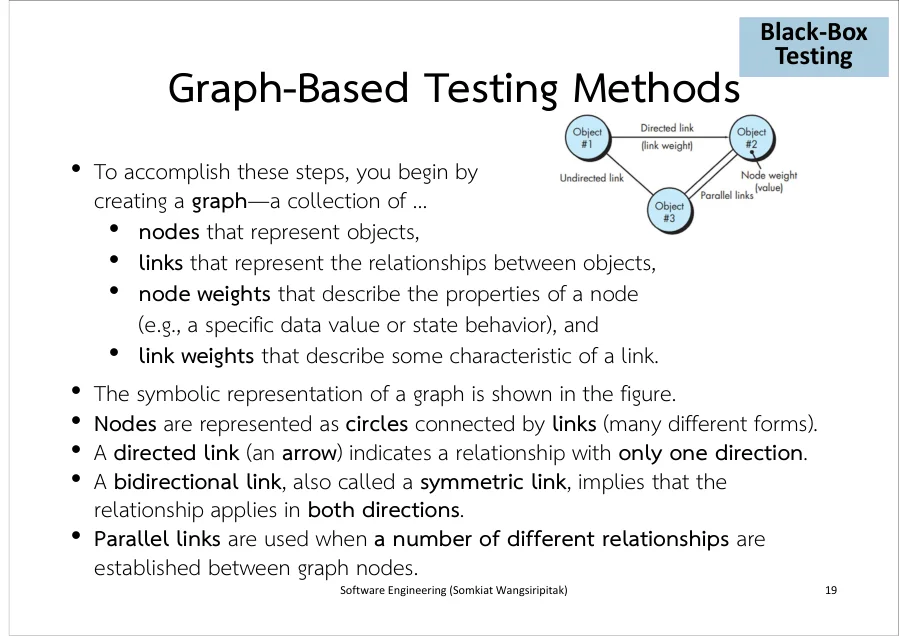 Black-Box
Testing
Graph-Based Testing Methods
Object
#1
Directed link
(link weight)
Object
#2
Undirected link
Node weight
(value)
Parallel links
Object
#3
• To accomplish these steps, you begin by
creating a graph—a collection of ...
• nodes that represent objects,
• links that represent the relationships between objects,
• node weights that describe the properties of a node
(e.g., a specific data value or state behavior), and
• link weights that describe some characteristic of a link.
• The symbolic representation of a graph is shown in the figure.
• Nodes are represented as circles connected by links (many different forms).
• A directed link (an arrow) indicates a relationship with only one direction.
• A bidirectional link, also called a symmetric link, implies that the
relationship applies in both directions.
• Parallel links are used when a number of different relationships are
established between graph nodes.
Software Engineering (Somkiat Wangsiripitak)
19